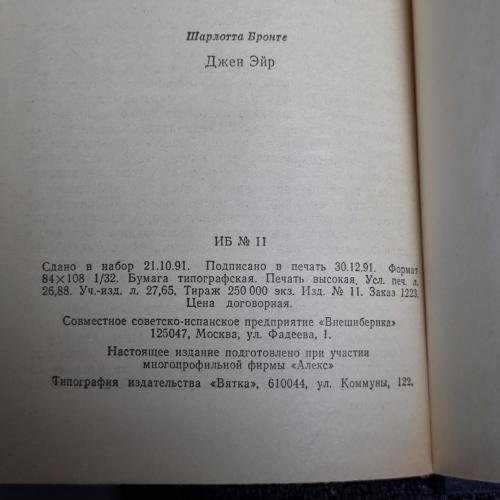 Шарлотта Бронте
Джен Эйр
ИБ № 11
Сдано в набор 21.10.91. Подписано в печать 30.12.91. Формат
84×108 1/32. Бумага типографская. Печать высокая. Усл. печ. л.
26,88. Уч.-изд. л. 27,65. Тираж 250 000 экз. Изд. № 11. Заказ 1223.
Цена договорная.
Совместное советско-испанское предприятие «Внешиберика»
125047, Москва, ул. Фадеева, 1.
Настоящее издание подготовлено при участии
многопрофильной фирмы «Алекс»
Типография издательства «Вятка», 610044, ул. Коммуны, 122.